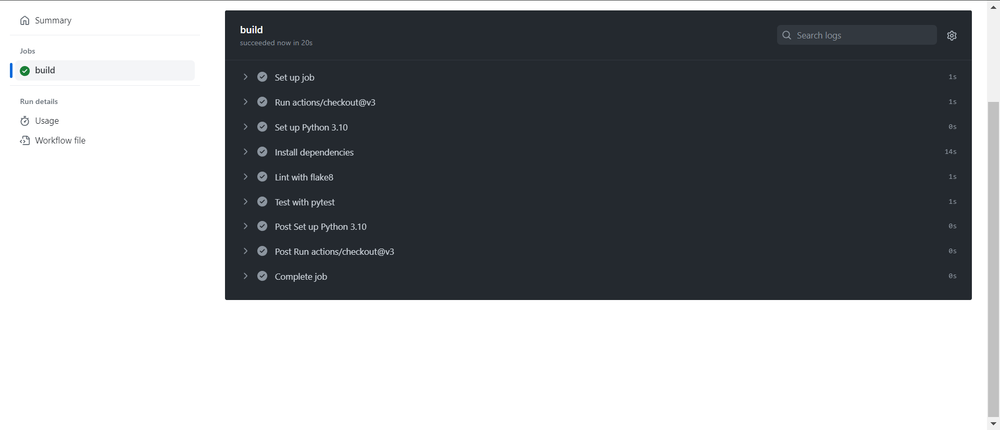 Summary
Jobs
build
Run details
Usage
Workflow file
build
succeeded now in 20s
Search logs
Set up job 1s
Run actions/checkout@v3 1s
Set up Python 3.10 0s
Install dependencies 14s
Lint with flake8 1s
Test with pytest 1s
Post Set up Python 3.10 0s
Post Run actions/checkout@v3 0s
Complete job 0s